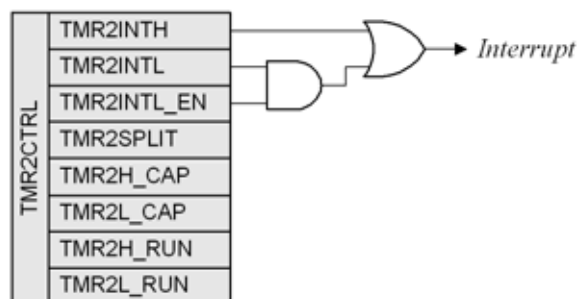 TMR2CTRL
TMR2INTH
TMR2INTL
TMR2INTL_EN
TMR2SPLIT
TMR2H_CAP
TMR2L_CAP
TMR2H_RUN
TMR2L_RUN
Interrupt